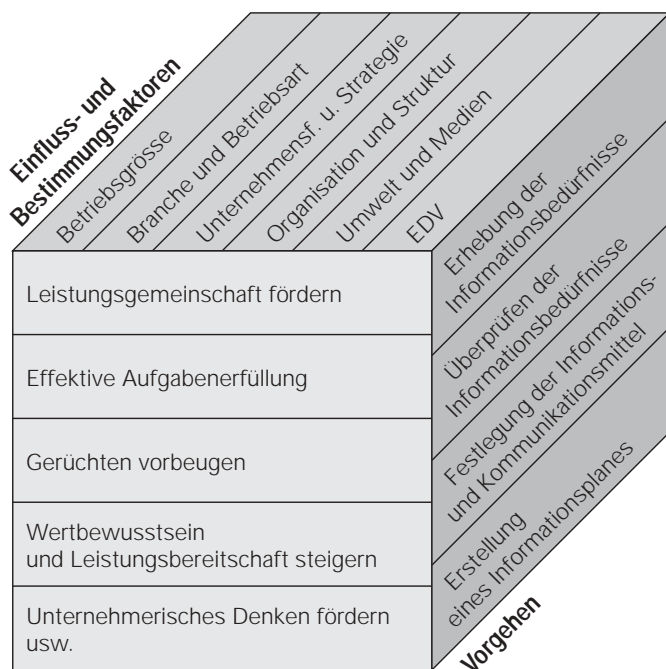 Einfluss- und
Bestimmungsfaktoren
Betriebsgrösse
Branche und Betriebsart
Unternehmensf. u. Strategie
Organisation und Struktur
Umwelt und Medien
EDV
Leistungsgemeinschaft fördern
Effektive Aufgabenerfüllung
Gerüchten vorbeugen
Wertbewusstsein
und Leistungsbereitschaft steigern
Unternehmerisches Denken fördern
usw.
Erhebung der
Informationsbedürfnisse
Überprüfen der
Informationsbedürfnisse
Festlegung der Informations-
und Kommunikationsmittel
Erstellung
eines Informationsplanes
Vorgehen